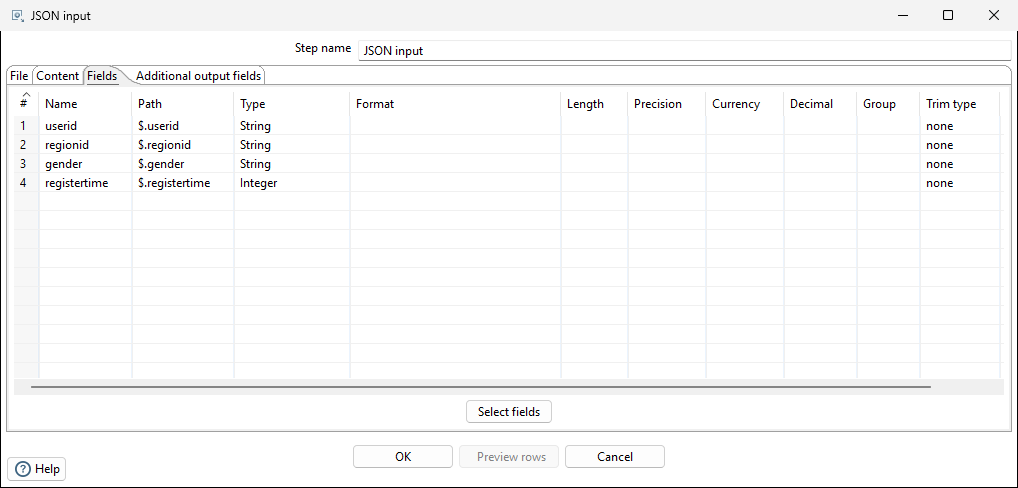 JSON input
Step name JSON input
File Content Fields Additional output fields
# Name Path Type Format Length Precision Currency Decimal Group Trim type
1 userid $.userid String none
2 regionid $.regionid String none
3 gender $.gender String none
4 registertime $.registertime Integer none
Select fields
OK Preview rows Cancel
? Help